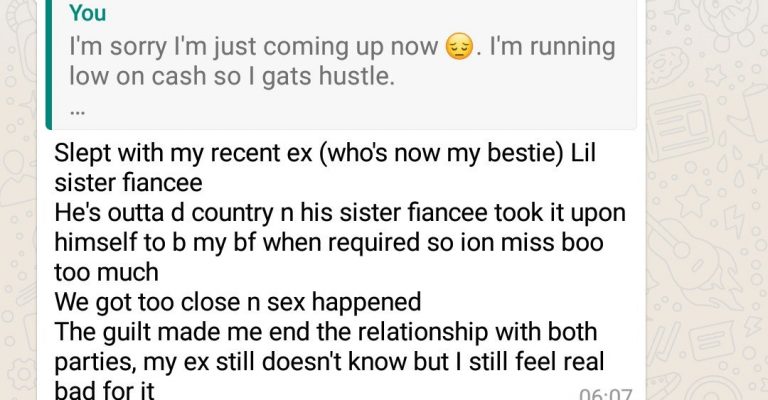 You
I'm sorry I'm just coming up now 😔. I'm running
low on cash so I gats hustle.
...
Slept with my recent ex (who's now my bestie) Lil
sister fiancee
He's outta d country n his sister fiancee took it upon
himself to b my bf when required so ion miss boo
too much
We got too close n sex happened
The guilt made me end the relationship with both
parties, my ex still doesn't know but I still feel real
bad for it
06:07